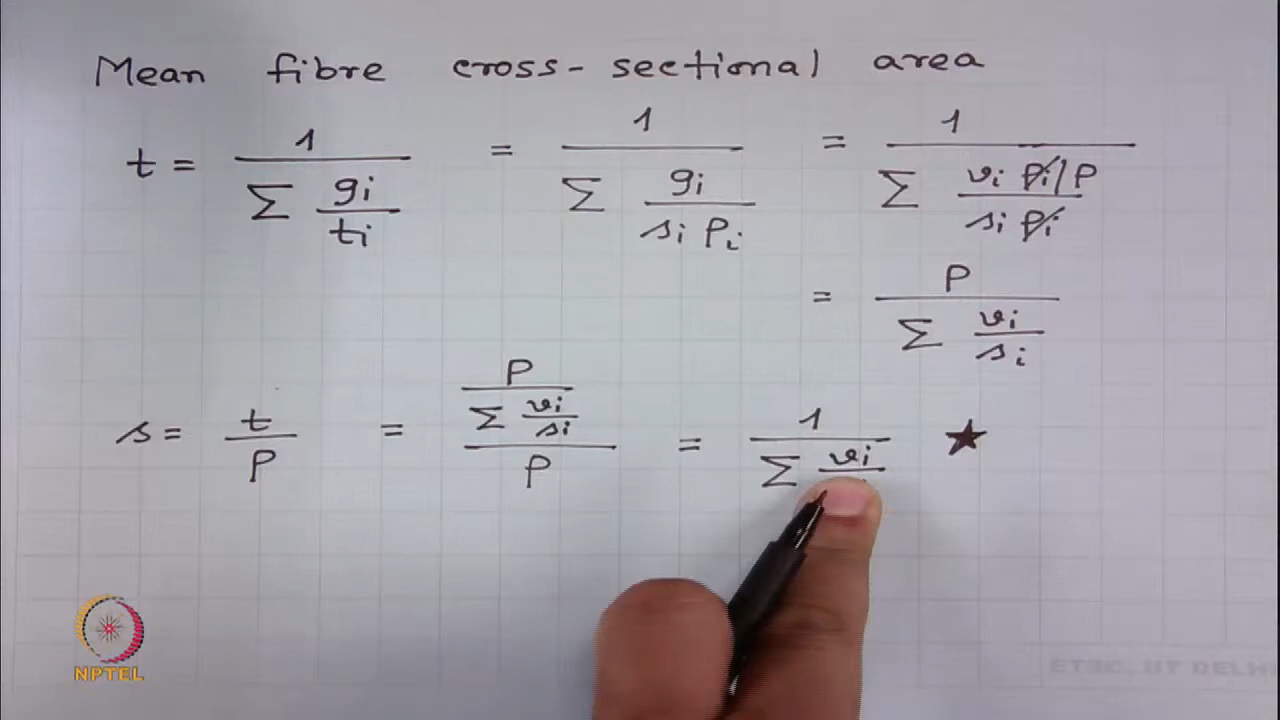 Mean fibre cross-sectional area
t = 1 / (Σ gi/ti) = 1 / (Σ gi/(si ρi)) = 1 / (Σ (vi ρi/ρ)/(si ρi))
= ρ / (Σ vi/si)
s = t/ρ = (ρ / (Σ vi/si)) / ρ = 1 / (Σ vi/ ★
NPTEL